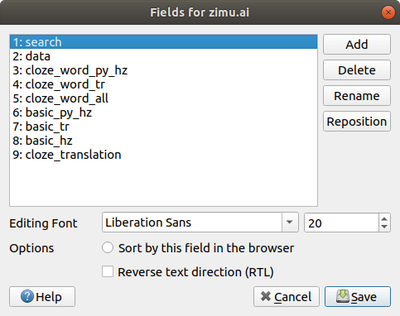 Fields for zimu.ai
1: search
2: data
3: cloze_word_py_hz
4: cloze_word_tr
5: cloze_word_all
6: basic_py_hz
7: basic_tr
8: basic_hz
9: cloze_translation
Add
Delete
Rename
Reposition
Editing Font Liberation Sans 20
Options Sort by this field in the browser
Reverse text direction (RTL)
Help Cancel Save